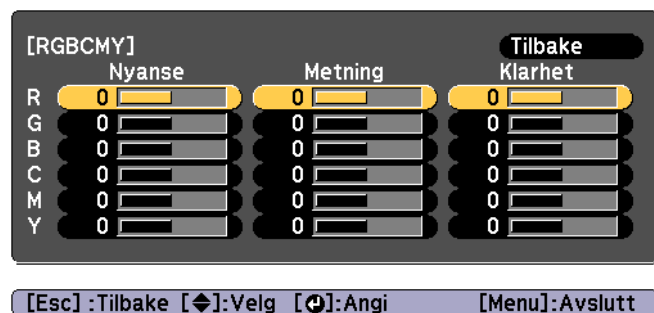 [RGBCMY] Tilbake
Nyanse Metning Klarhet
R 0 0 0
G 0 0 0
B 0 0 0
C 0 0 0
M 0 0 0
Y 0 0 0
[Esc] :Tilbake [◆]:Velg [↵]:Angi [Menu]:Avslutt